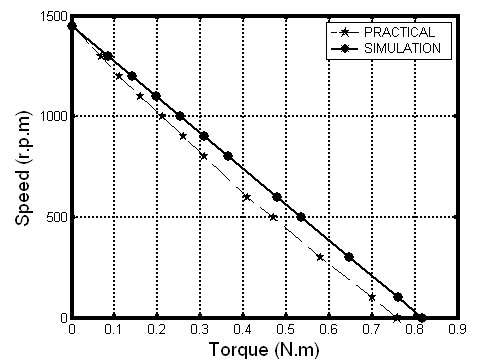 1500
1000
500
0
Speed (r.p.m)
PRACTICAL
SIMULATION
0 0.1 0.2 0.3 0.4 0.5 0.6 0.7 0.8 0.9
Torque (N.m)